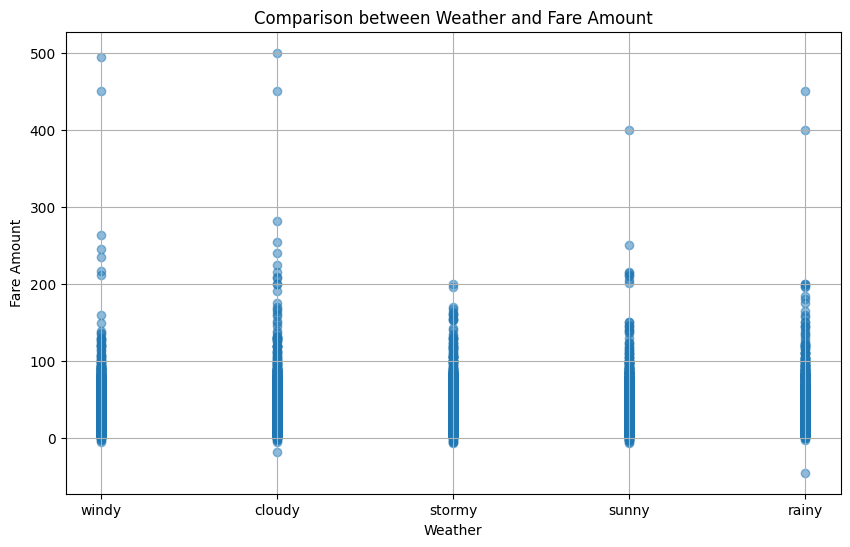 Comparison between Weather and Fare Amount
500
400
300
200
100
0
Fare Amount
windy cloudy stormy sunny rainy
Weather